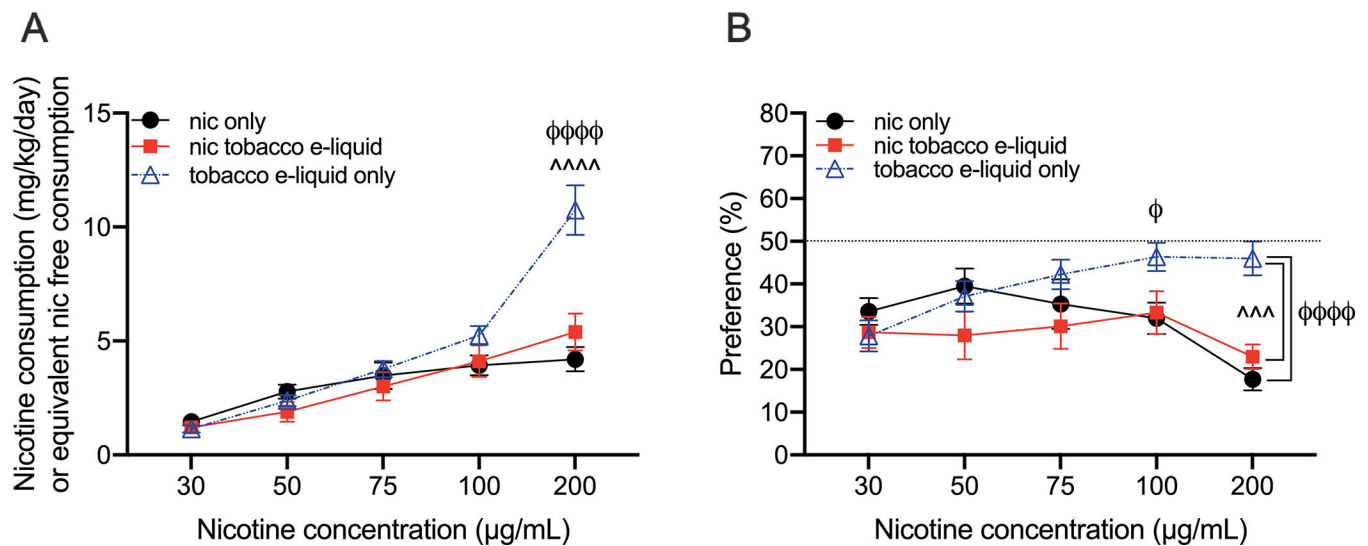 A
Nicotine consumption (mg/kg/day)
or equivalent nic free consumption
15
10
5
0
nic only
nic tobacco e-liquid
tobacco e-liquid only
ϕϕϕϕ
^^^^
30 50 75 100 200
Nicotine concentration (µg/mL)
B
Preference (%)
80
70
60
50
40
30
20
10
0
nic only
nic tobacco e-liquid
tobacco e-liquid only
ϕ
^^^
ϕϕϕϕ
30 50 75 100 200
Nicotine concentration (µg/mL)